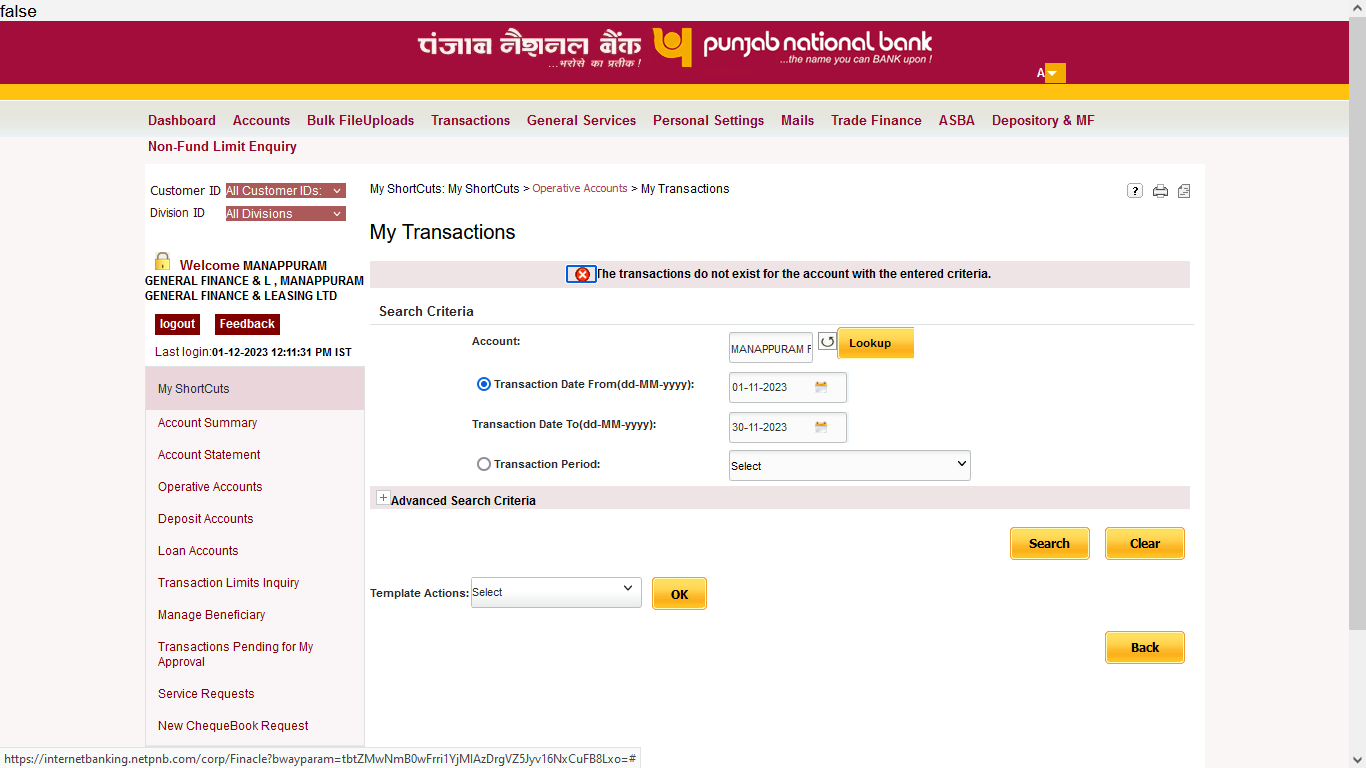 false
पंजाब नैशनल बैंक punjab national bank
...भरोसे का प्रतीक! ...the name you can BANK upon !
A
Dashboard Accounts Bulk FileUploads Transactions General Services Personal Settings Mails Trade Finance ASBA Depository & MF
Non-Fund Limit Enquiry
Customer ID All Customer IDs:
Division ID All Divisions
My ShortCuts: My ShortCuts > Operative Accounts > My Transactions
?
My Transactions
Welcome MANAPPURAM
GENERAL FINANCE & L , MANAPPURAM
GENERAL FINANCE & LEASING LTD
logout Feedback
Last login:01-12-2023 12:11:31 PM IST
The transactions do not exist for the account with the entered criteria.
Search Criteria
Account: MANAPPURAM F Lookup
Transaction Date From(dd-MM-yyyy): 01-11-2023
Transaction Date To(dd-MM-yyyy): 30-11-2023
Transaction Period: Select
Advanced Search Criteria
Search Clear
Template Actions: Select OK
Back
My ShortCuts
Account Summary
Account Statement
Operative Accounts
Deposit Accounts
Loan Accounts
Transaction Limits Inquiry
Manage Beneficiary
Transactions Pending for My
Approval
Service Requests
New ChequeBook Request
https://internetbanking.netpnb.com/corp/Finacle?bwayparam=tbtZMwNmB0wFrri1YjMIAzDrgVZ5Jyv16NxCuFB8Lxo=#